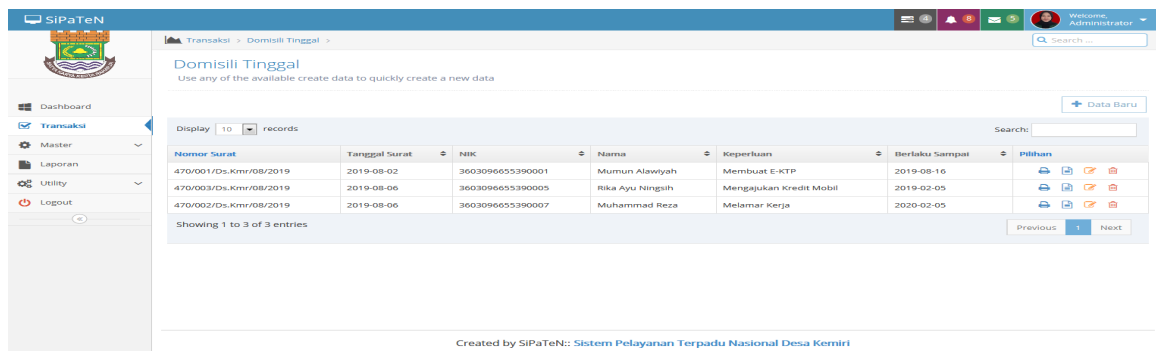 SiPaTeN
4
8
5
Welcome,
Administrator
Transaksi > Domisili Tinggal >
Search ...
Domisili Tinggal
Use any of the available create data to quickly create a new data
Dashboard
Transaksi
Master
Laporan
Utility
Logout
Data Baru
Display 10 records
Search:
Nomor Surat Tanggal Surat NIK Nama Keperluan Berlaku Sampai Pilihan
470/001/Ds.Kmr/08/2019 2019-08-02 3603096655390001 Mumun Alawiyah Membuat E-KTP 2019-08-16
470/003/Ds.Kmr/08/2019 2019-08-06 3603096655390005 Rika Ayu Ningsih Mengajukan Kredit Mobil 2019-02-05
470/002/Ds.Kmr/08/2019 2019-08-06 3603096655390007 Muhammad Reza Melamar Kerja 2020-02-05
Showing 1 to 3 of 3 entries
Previous 1 Next
Created by SiPaTeN:: Sistem Pelayanan Terpadu Nasional Desa Kemiri